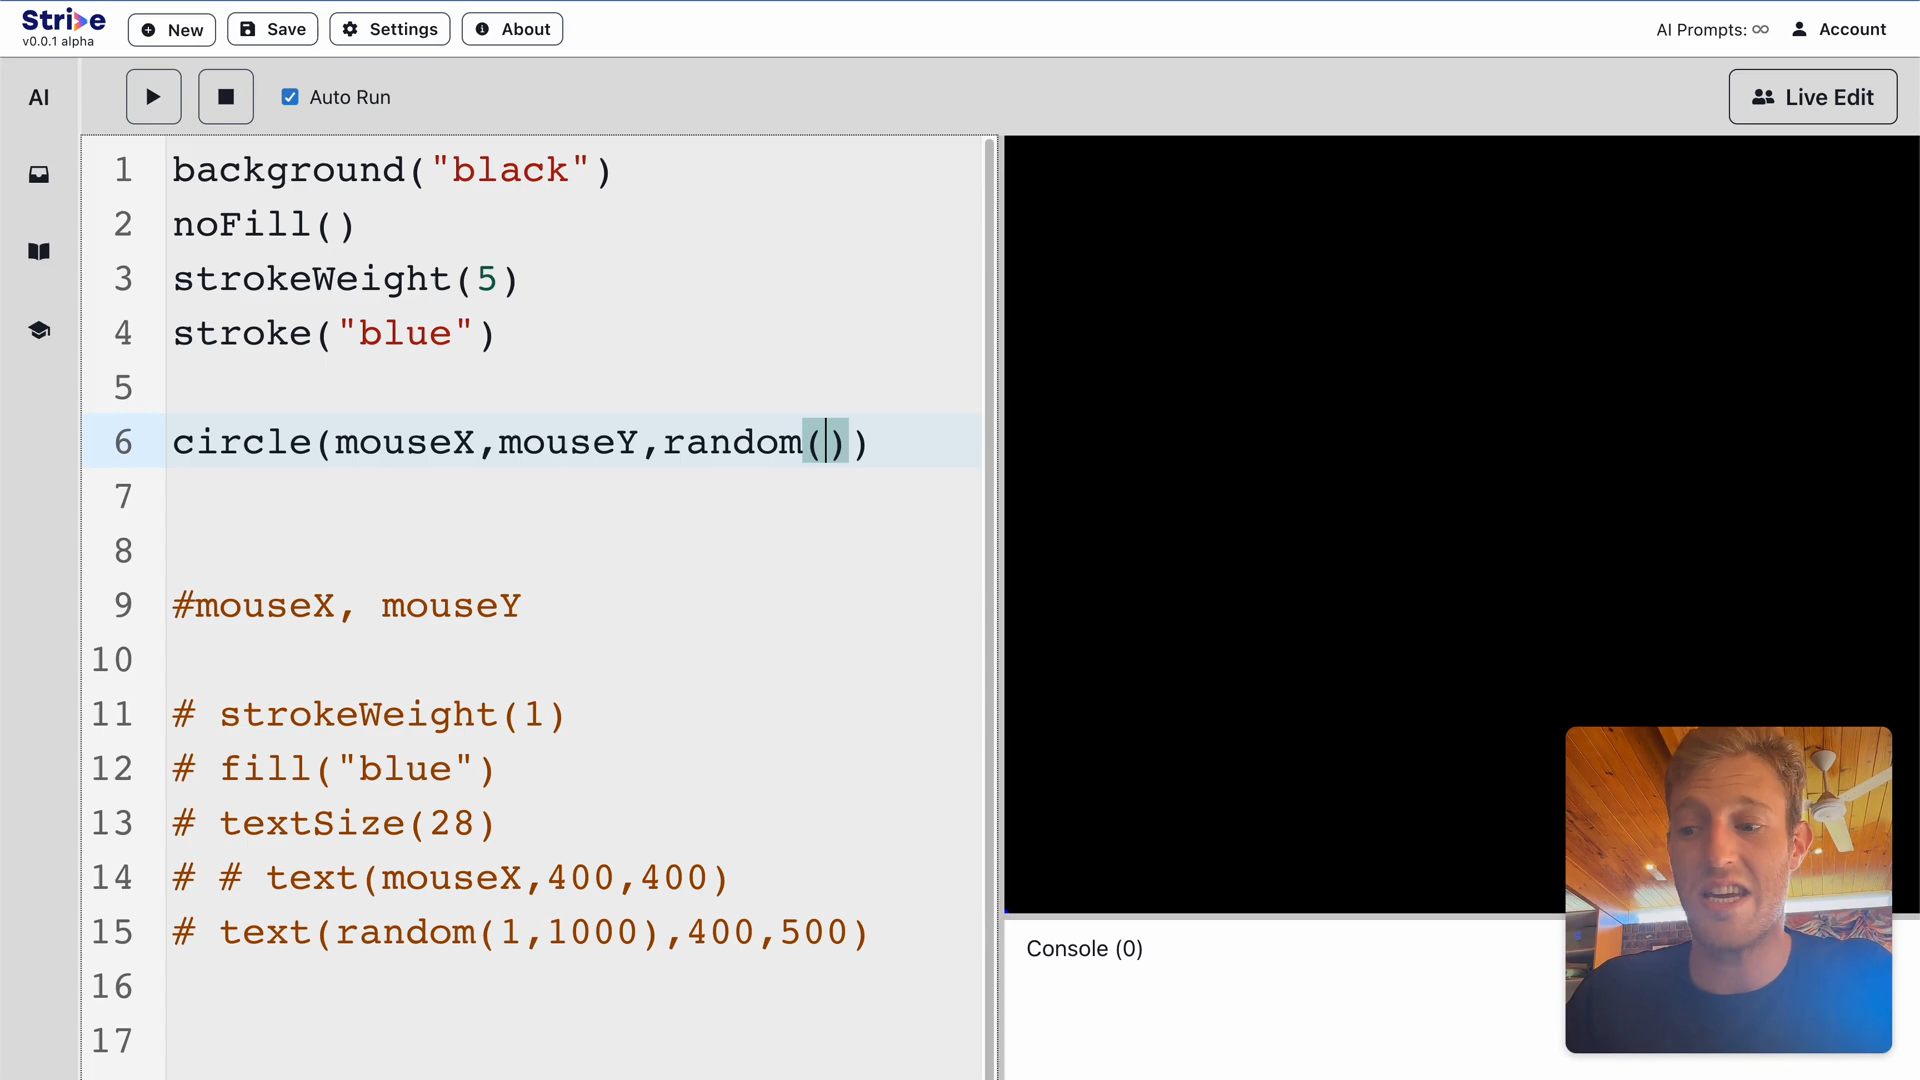 Strive
v0.0.1 alpha
New
Save
Settings
About
AI Prompts: ∞
Account
AI
Auto Run
Live Edit
1 background("black")
2 noFill()
3 strokeWeight(5)
4 stroke("blue")
5
6 circle(mouseX,mouseY,random())
7
8
9 #mouseX, mouseY
10
11 # strokeWeight(1)
12 # fill("blue")
13 # textSize(28)
14 # # text(mouseX,400,400)
15 # text(random(1,1000),400,500)
16
17
Console (0)